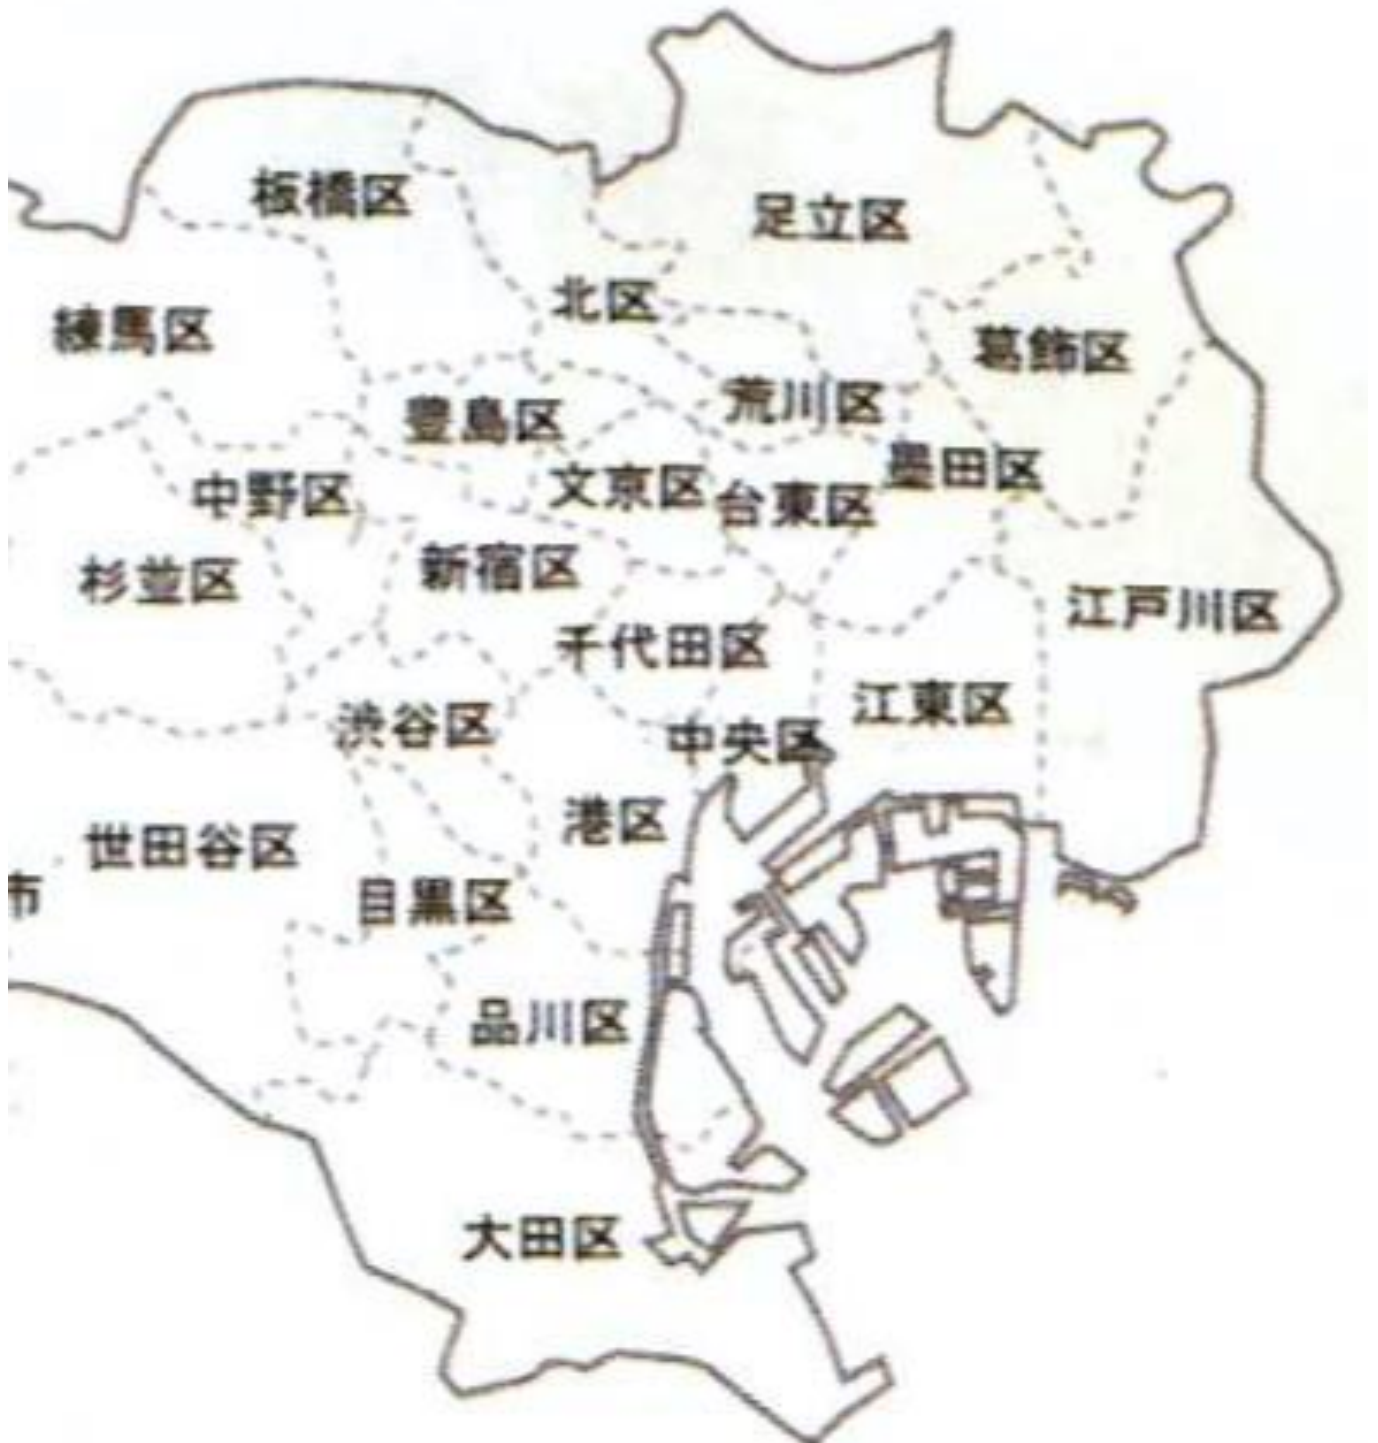 板橋区
足立区
北区
練馬区
葛飾区
荒川区
豊島区
墨田区
文京区
中野区
台東区
新宿区
杉並区
江戸川区
千代田区
江東区
渋谷区
中央区
港区
世田谷区
市
目黒区
品川区
大田区